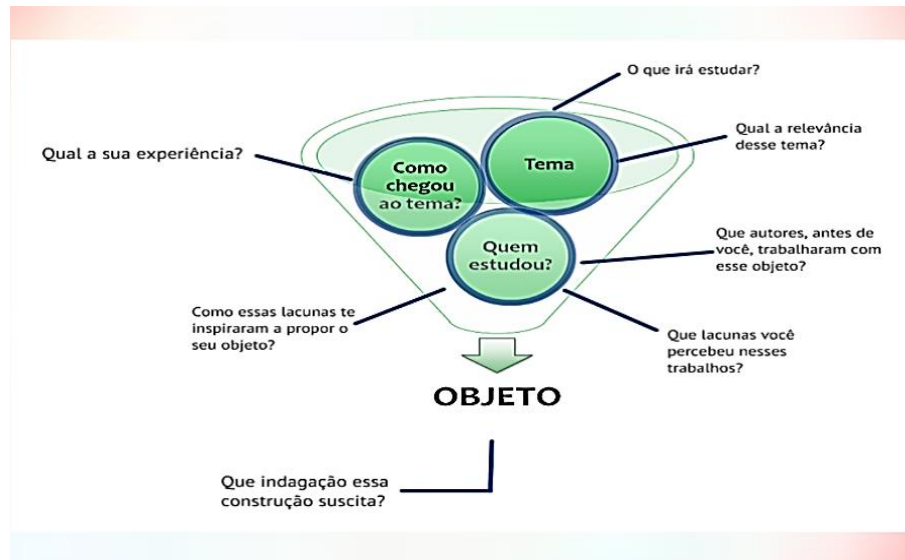 O que irá estudar?
Qual a relevância
desse tema?
Qual a sua experiência?
Como
chegou
ao tema?
Tema
Quem
estudou?
Que autores, antes de
você, trabalharam com
esse objeto?
Como essas lacunas te
inspiraram a propor o
seu objeto?
Que lacunas você
percebeu nesses
trabalhos?
OBJETO
Que indagação essa
construção suscita?